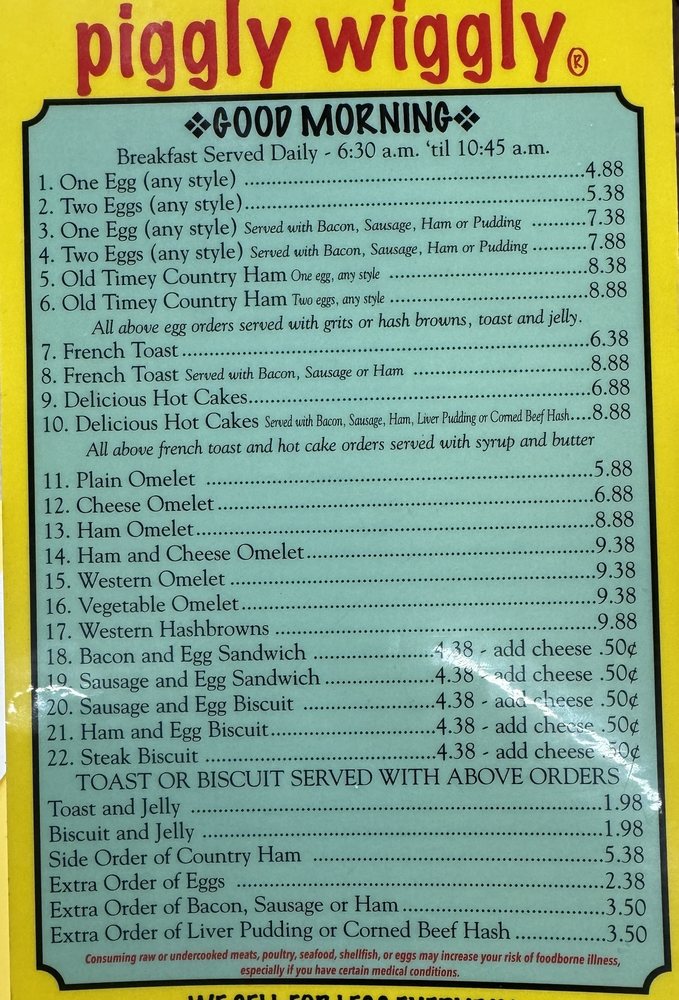 piggly wiggly®
GOOD MORNING
Breakfast Served Daily - 6:30 a.m. 'til 10:45 a.m.
1. One Egg (any style) ........ 4.88
2. Two Eggs (any style) ........ 5.38
3. One Egg (any style) Served with Bacon, Sausage, Ham or Pudding ........ 7.38
4. Two Eggs (any style) Served with Bacon, Sausage, Ham or Pudding ........ 7.88
5. Old Timey Country Ham One egg, any style ........ 8.38
6. Old Timey Country Ham Two eggs, any style ........ 8.88
All above egg orders served with grits or hash browns, toast and jelly.
7. French Toast ........ 6.38
8. French Toast Served with Bacon, Sausage or Ham ........ 8.88
9. Delicious Hot Cakes ........ 6.88
10. Delicious Hot Cakes Served with Bacon, Sausage, Ham, Liver Pudding or Corned Beef Hash .... 8.88
All above french toast and hot cake orders served with syrup and butter
11. Plain Omelet ........ 5.88
12. Cheese Omelet ........ 6.88
13. Ham Omelet ........ 8.88
14. Ham and Cheese Omelet ........ 9.38
15. Western Omelet ........ 9.38
16. Vegetable Omelet ........ 9.38
17. Western Hashbrowns ........ 9.88
18. Bacon and Egg Sandwich ........ 4.38 - add cheese .50¢
19. Sausage and Egg Sandwich ........ 4.38 - add cheese .50¢
20. Sausage and Egg Biscuit ........ 4.38 - add cheese .50¢
21. Ham and Egg Biscuit ........ 4.38 - add cheese .50¢
22. Steak Biscuit ........ 4.38 - add cheese .50¢
TOAST OR BISCUIT SERVED WITH ABOVE ORDERS
Toast and Jelly ........ 1.98
Biscuit and Jelly ........ 1.98
Side Order of Country Ham ........ 5.38
Extra Order of Eggs ........ 2.38
Extra Order of Bacon, Sausage or Ham ........ 3.50
Extra Order of Liver Pudding or Corned Beef Hash ........ 3.50
Consuming raw or undercooked meats, poultry, seafood, shellfish, or eggs may increase your risk of foodborne illness,
especially if you have certain medical conditions.